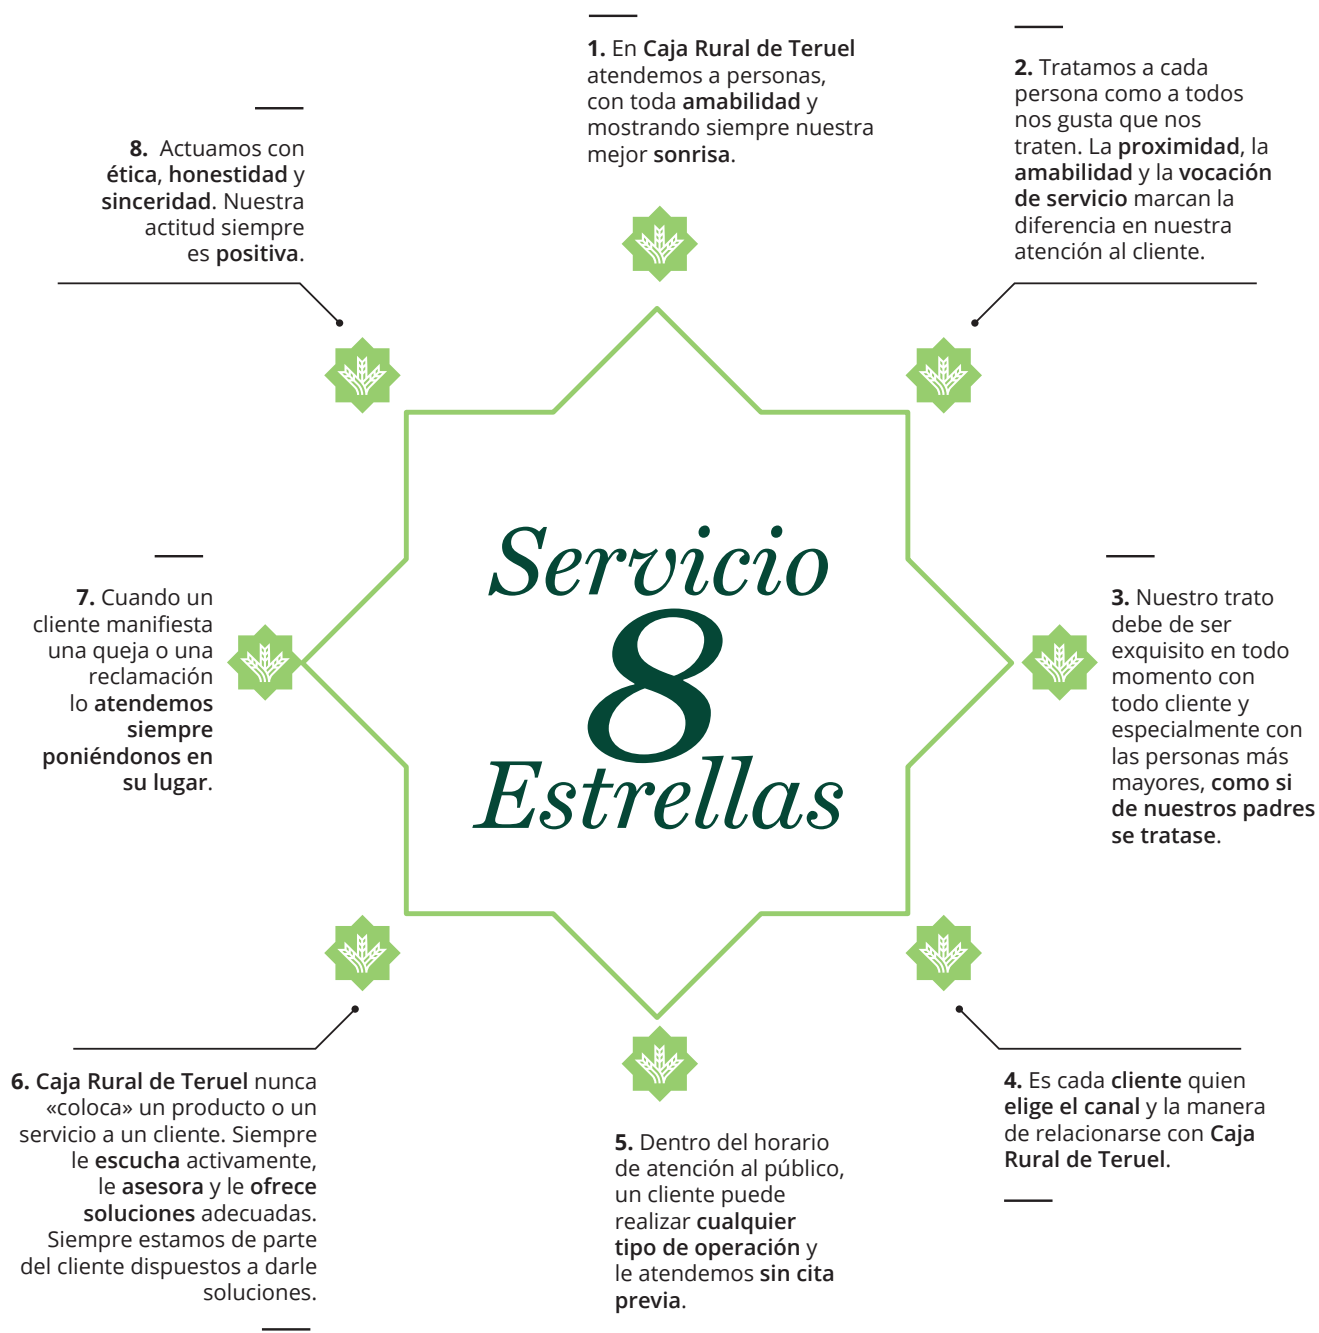 1. En Caja Rural de Teruel
atendemos a personas,
con toda amabilidad y
mostrando siempre nuestra
mejor sonrisa.
2. Tratamos a cada
persona como a todos
nos gusta que nos
traten. La proximidad, la
amabilidad y la vocación
de servicio marcan la
diferencia en nuestra
atención al cliente.
3. Nuestro trato
debe de ser
exquisito en todo
momento con
todo cliente y
especialmente con
las personas más
mayores, como si
de nuestros padres
se tratase.
4. Es cada cliente quien
elige el canal y la manera
de relacionarse con Caja
Rural de Teruel.
5. Dentro del horario
de atención al público,
un cliente puede
realizar cualquier
tipo de operación y
le atendemos sin cita
previa.
6. Caja Rural de Teruel nunca
«coloca» un producto o un
servicio a un cliente. Siempre
le escucha activamente,
le asesora y le ofrece
soluciones adecuadas.
Siempre estamos de parte
del cliente dispuestos a darle
soluciones.
7. Cuando un
cliente manifiesta
una queja o una
reclamación
lo atendemos
siempre
poniéndonos en
su lugar.
8. Actuamos con
ética, honestidad y
sinceridad. Nuestra
actitud siempre
es positiva.
Servicio
8
Estrellas